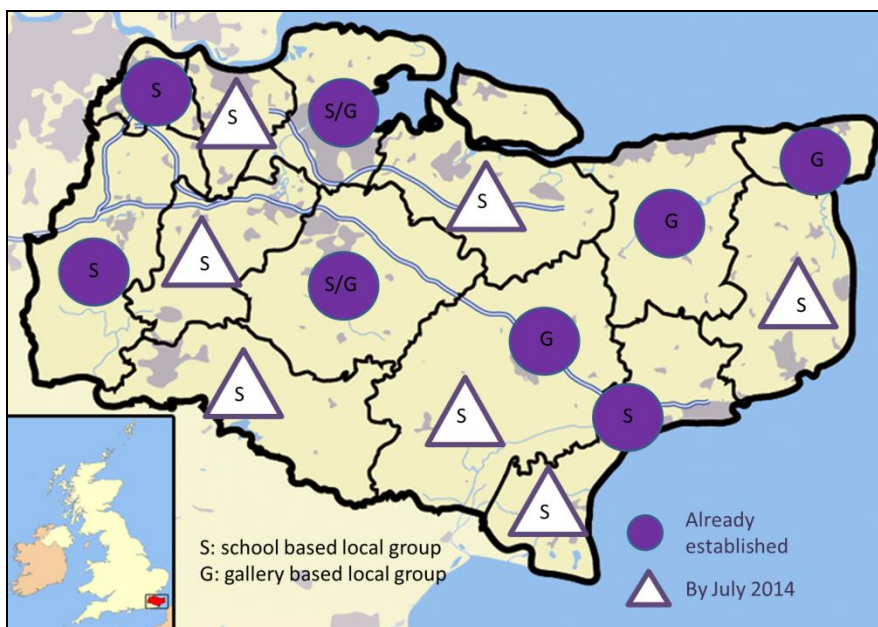 S
S
S/G
G
S
G
S
S
S/G
S
G
S
S
S
S
S: school based local group
G: gallery based local group
Already
established
By July 2014